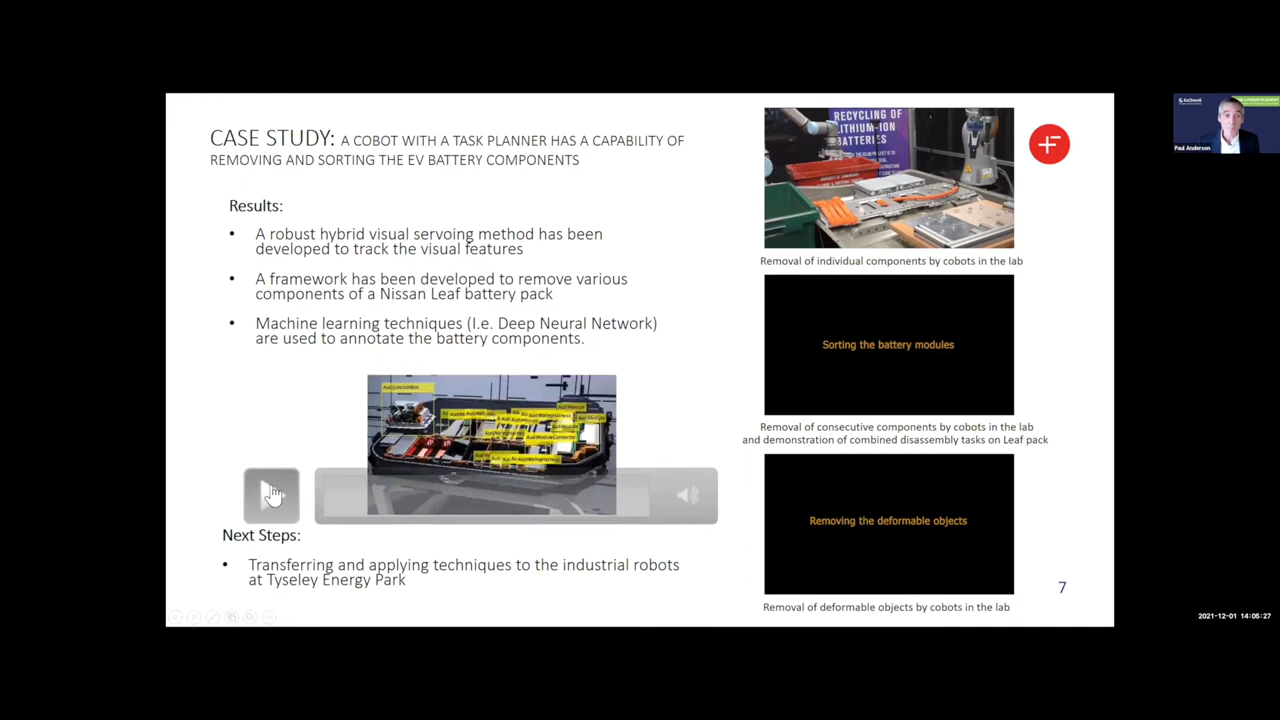 CASE STUDY: A COBOT WITH A TASK PLANNER HAS A CAPABILITY OF
REMOVING AND SORTING THE EV BATTERY COMPONENTS
Results:
• A robust hybrid visual servoing method has been
developed to track the visual features
• A framework has been developed to remove various
components of a Nissan Leaf battery pack
• Machine learning techniques (I.e. Deep Neural Network)
are used to annotate the battery components.
Next Steps:
• Transferring and applying techniques to the industrial robots
at Tyseley Energy Park
RECYCLING OF
LITHIUM-ION
BATTERIES
Removal of individual components by cobots in the lab
Sorting the battery modules
Removal of consecutive components by cobots in the lab
and demonstration of combined disassembly tasks on Leaf pack
Removing the deformable objects
Removal of deformable objects by cobots in the lab
7
EuChemS
Paul Anderson
2021-12-01 14:05:27